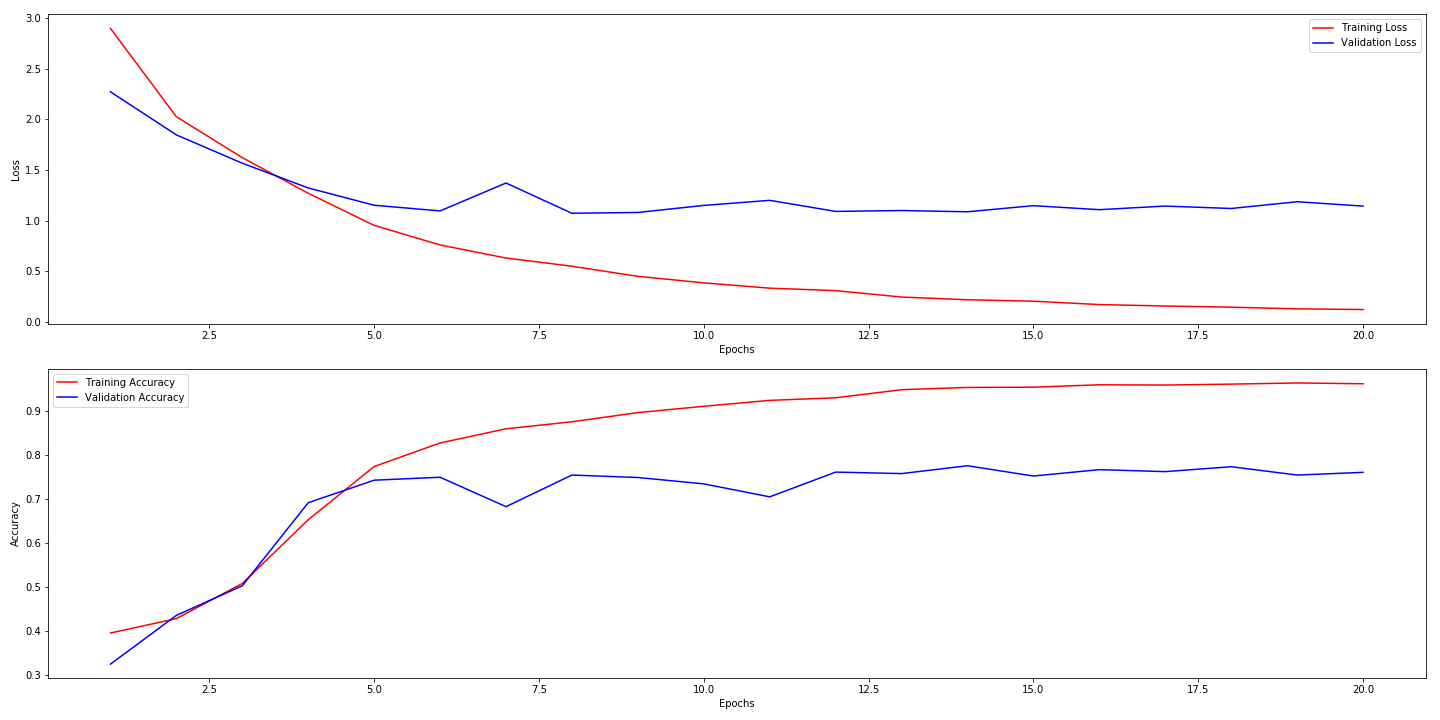 3.0
2.5
2.0
1.5
1.0
0.5
0.0
Loss
Training Loss
Validation Loss
2.5 5.0 7.5 10.0 12.5 15.0 17.5 20.0
Epochs
Training Accuracy
Validation Accuracy
0.9
0.8
0.7
0.6
0.5
0.4
0.3
Accuracy
2.5 5.0 7.5 10.0 12.5 15.0 17.5 20.0
Epochs